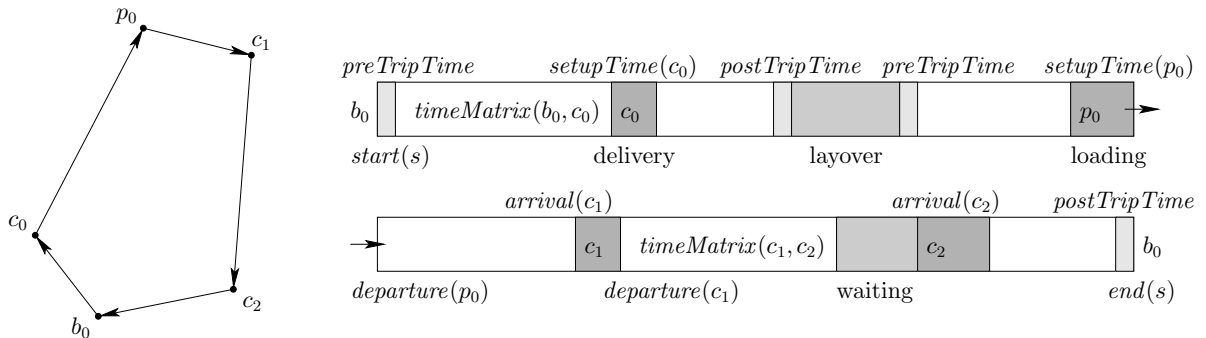 p0
c1
c0
c2
b0
preTripTime setupTime(c0) postTripTime preTripTime setupTime(p0)
b0 timeMatrix(b0, c0) c0 p0
start(s) delivery layover loading
arrival(c1) arrival(c2) postTripTime
c1 timeMatrix(c1, c2) c2 b0
departure(p0) departure(c1) waiting end(s)